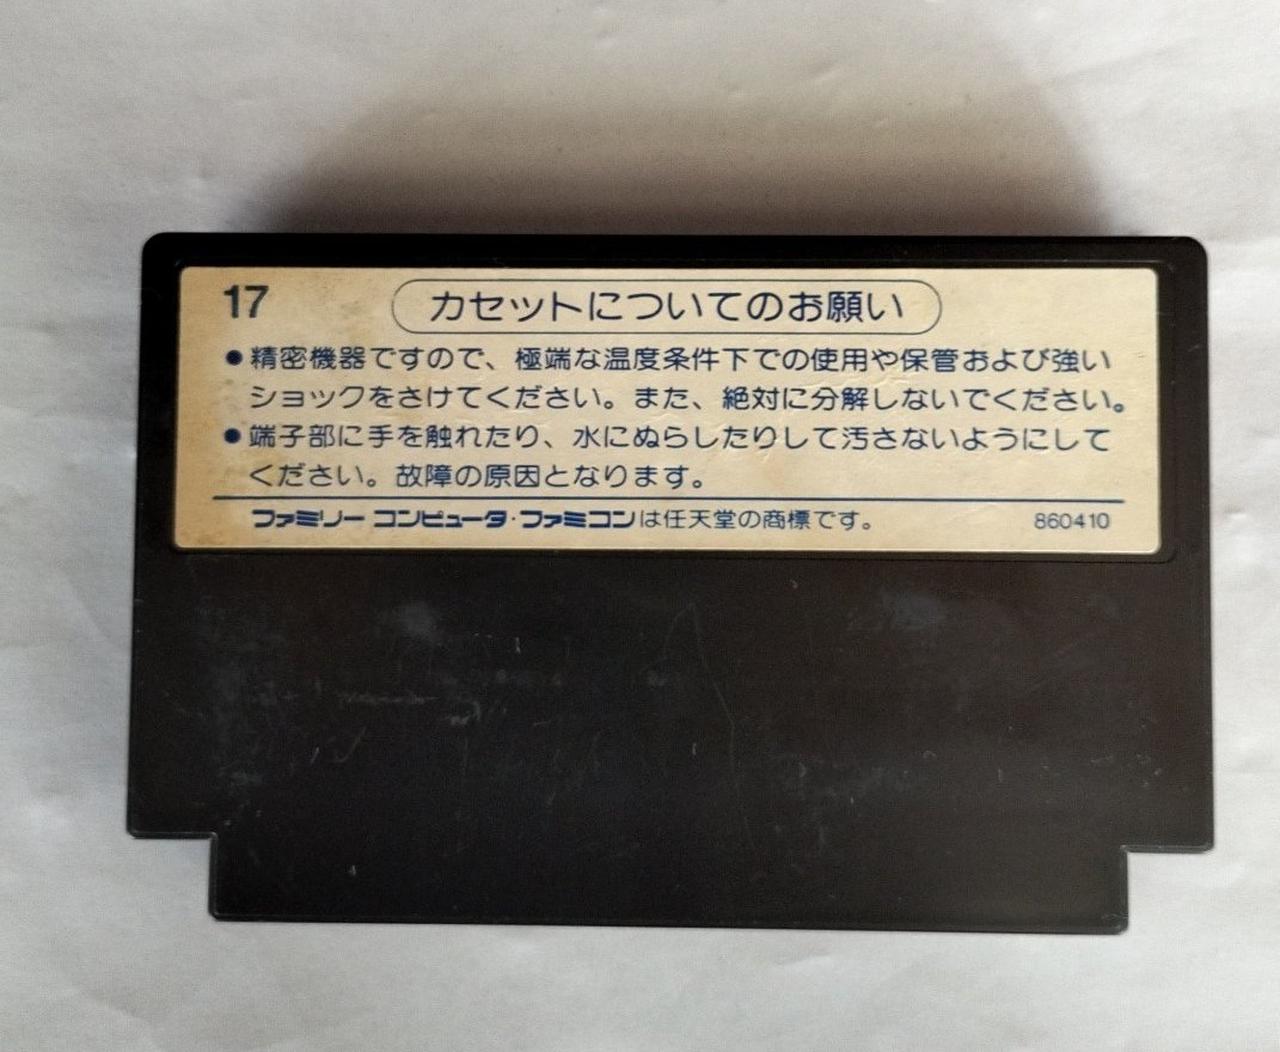 17
カセットについてのお願い
●精密機器ですので、極端な温度条件下での使用や保管および強い
ショックをさけてください。また、絶対に分解しないでください。
●端子部に手を触れたり、水にぬらしたりして汚さないようにして
ください。故障の原因となります。
ファミリーコンピュータ・ファミコンは任天堂の商標です。 860410